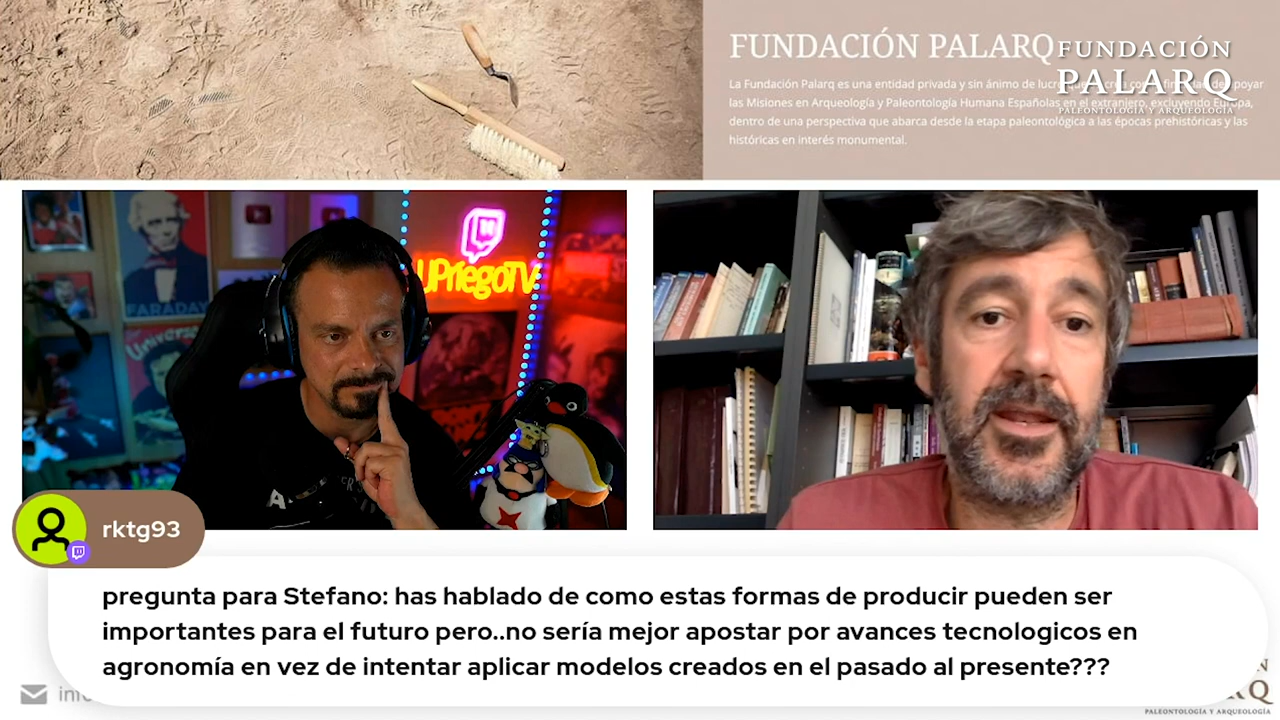 FUNDACIÓN PALARQ
FUNDACIÓN
PALARQ
PALEONTOLOGÍA Y ARQUEOLOGÍA
La Fundación Palarq es una entidad privada y sin ánimo de lucro
las Misiones en Arqueología y Paleontología Humana Españolas en el extranjero, excluyendo Europa,
dentro de una perspectiva que abarca desde la etapa paleontológica a las épocas prehistóricas y las
históricas en interés monumental.
FARADAY
Univers
UPriegoTV
rktg93
pregunta para Stefano: has hablado de como estas formas de producir pueden ser
importantes para el futuro pero..no sería mejor apostar por avances tecnologicos en
agronomía en vez de intentar aplicar modelos creados en el pasado al presente???
PALEONTOLOGÍA Y ARQUEOLOGÍA